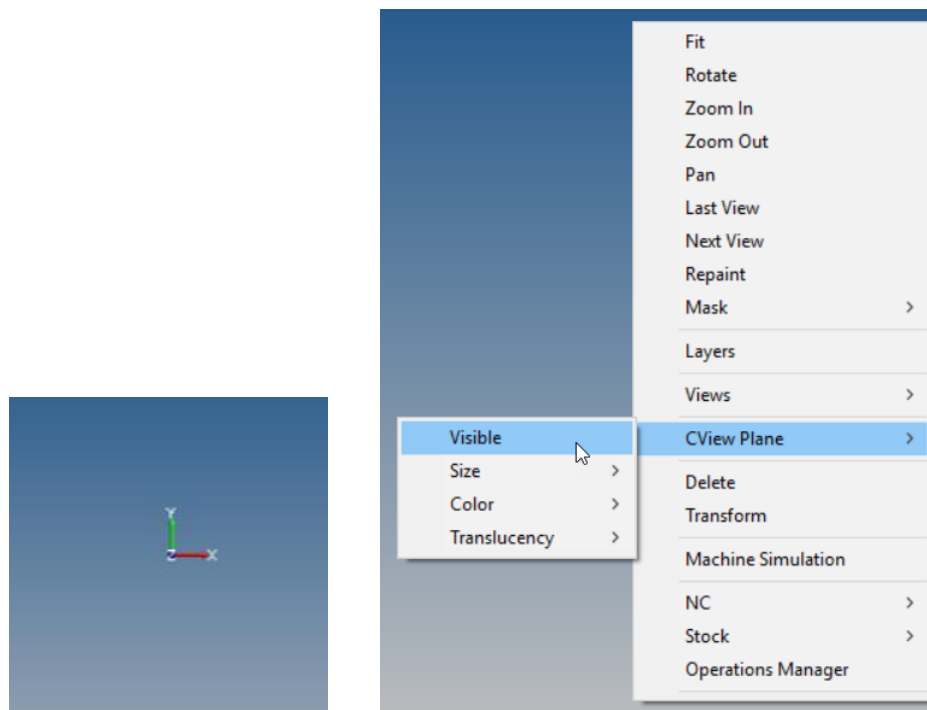 Y
Z
X
Fit
Rotate
Zoom In
Zoom Out
Pan
Last View
Next View
Repaint
Mask
Layers
Views
CView Plane
Visible
Size
Color
Translucency
Delete
Transform
Machine Simulation
NC
Stock
Operations Manager